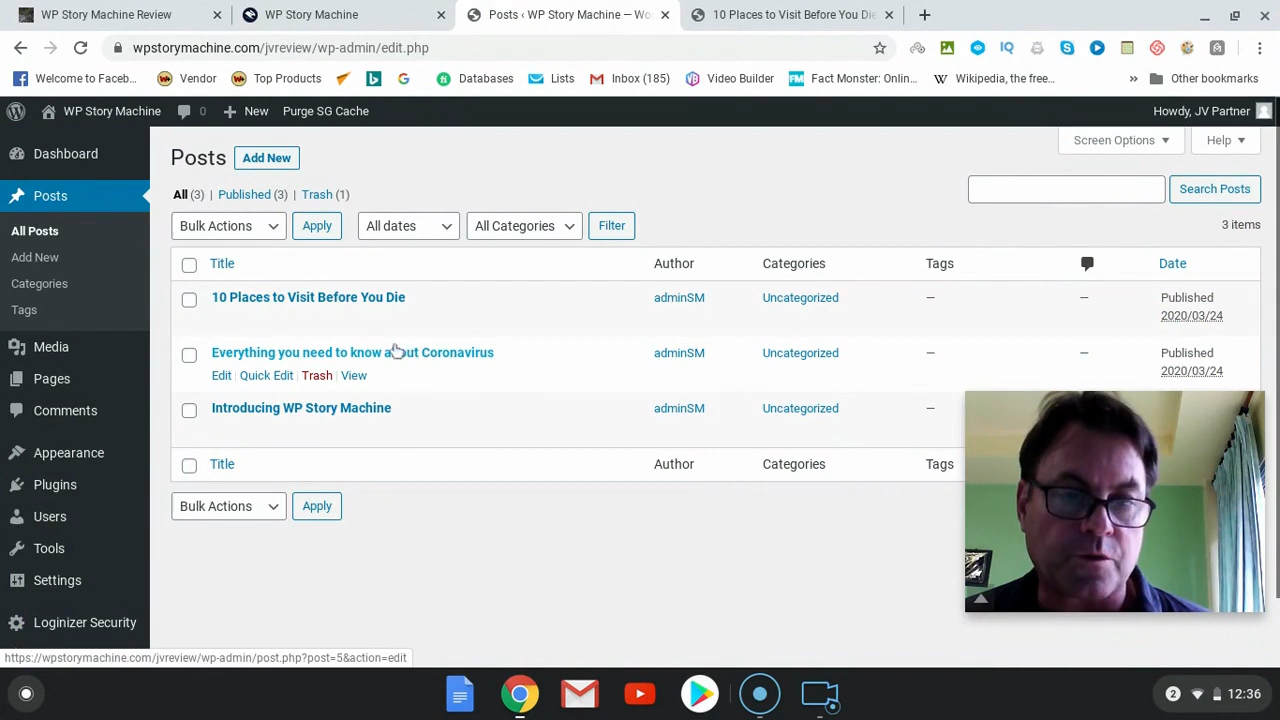 WP Story Machine Review
WP Story Machine
Posts ‹ WP Story Machine — Wo
10 Places to Visit Before You Die
wpstorymachine.com/jvreview/wp-admin/edit.php
Welcome to Faceb...
Vendor
Top Products
Databases
Lists
Inbox (185)
Video Builder
Fact Monster: Onlin...
Wikipedia, the free...
Other bookmarks
WP Story Machine
0
New
Purge SG Cache
Howdy, JV Partner
Dashboard
Posts
All Posts
Add New
Categories
Tags
Media
Pages
Comments
Appearance
Plugins
Users
Tools
Settings
Loginizer Security
Screen Options
Help
Posts
Add New
All (3) | Published (3) | Trash (1)
Search Posts
Bulk Actions
Apply
All dates
All Categories
Filter
3 items
Title
Author
Categories
Tags
Date
10 Places to Visit Before You Die
adminSM
Uncategorized
—
—
Published
2020/03/24
Everything you need to know about Coronavirus
adminSM
Uncategorized
—
—
Published
2020/03/24
Edit | Quick Edit | Trash | View
Introducing WP Story Machine
adminSM
Uncategorized
—
Title
Author
Categories
Tags
Bulk Actions
Apply
https://wpstorymachine.com/jvreview/wp-admin/post.php?post=5&action=edit
2
12:36